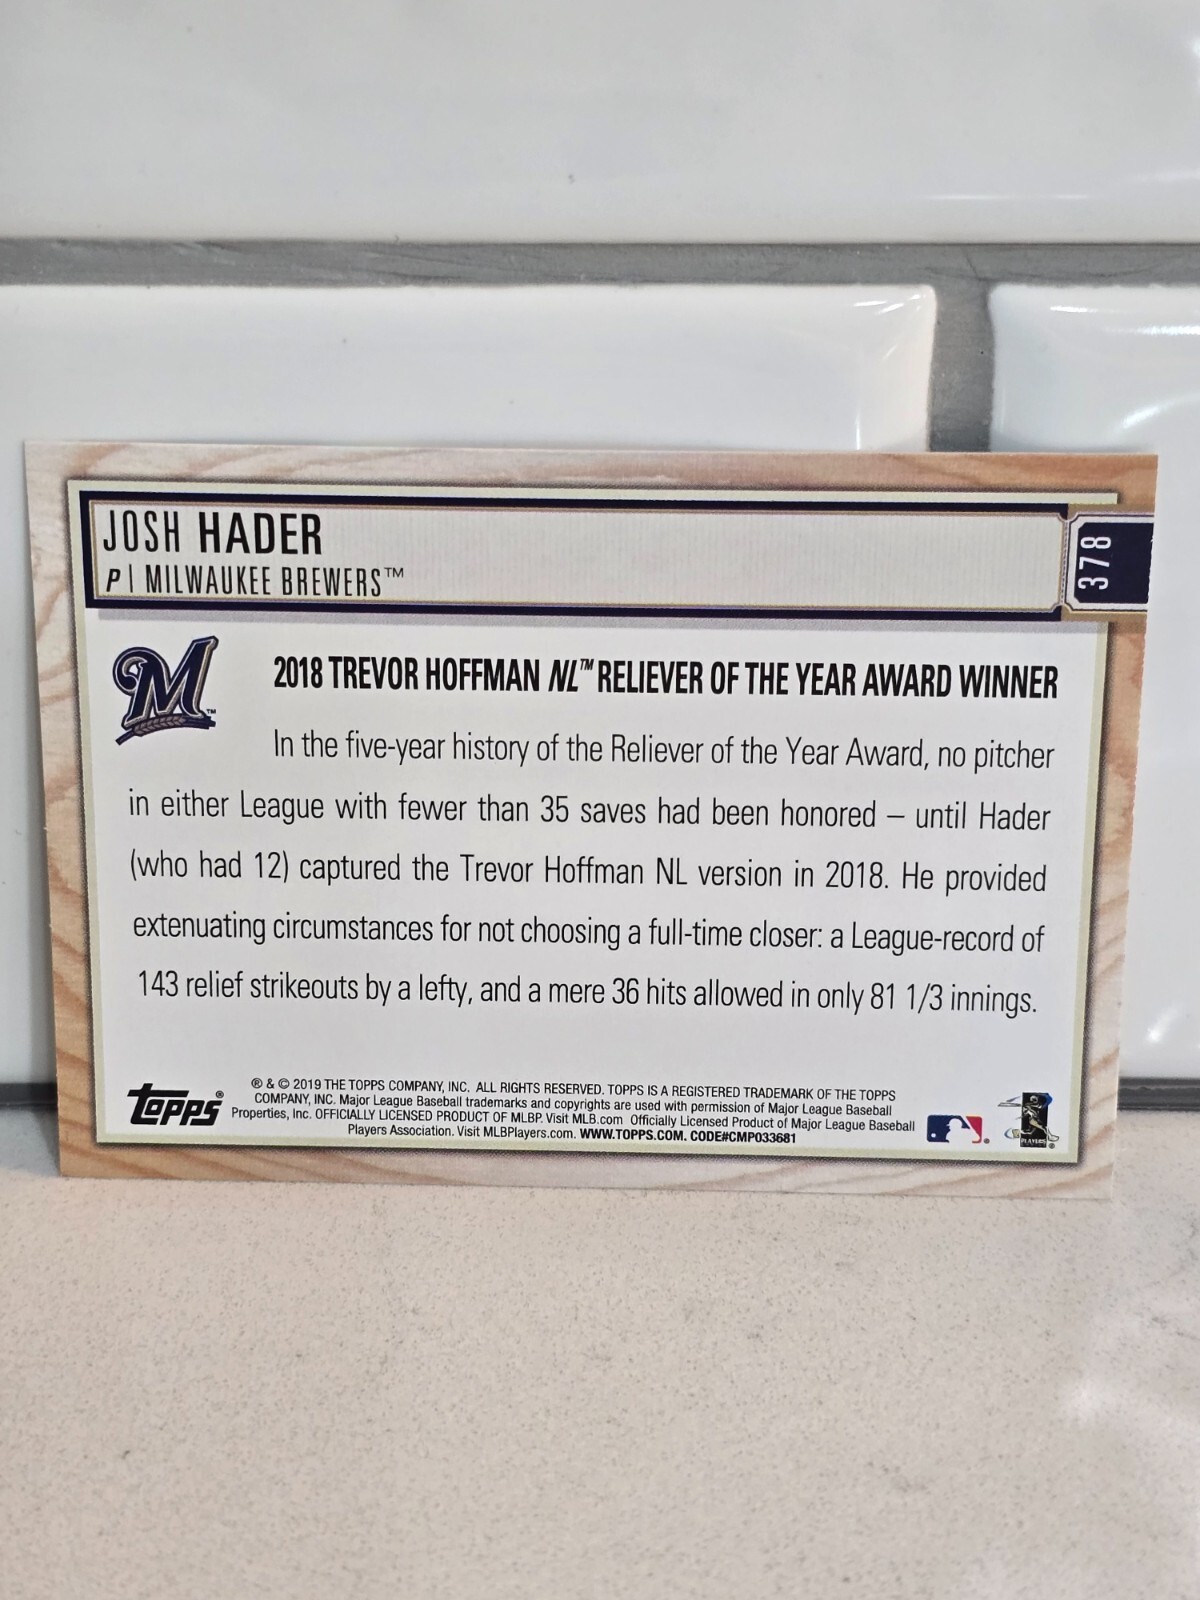 JOSH HADER
P | MILWAUKEE BREWERS™
378
M™
2018 TREVOR HOFFMAN NL™ RELIEVER OF THE YEAR AWARD WINNER
In the five-year history of the Reliever of the Year Award, no pitcher
in either League with fewer than 35 saves had been honored – until Hader
(who had 12) captured the Trevor Hoffman NL version in 2018. He provided
extenuating circumstances for not choosing a full-time closer: a League-record of
143 relief strikeouts by a lefty, and a mere 36 hits allowed in only 81 1/3 innings.
Topps®
® & © 2019 THE TOPPS COMPANY, INC. ALL RIGHTS RESERVED. TOPPS IS A REGISTERED TRADEMARK OF THE TOPPS
COMPANY, INC. Major League Baseball trademarks and copyrights are used with permission of Major League Baseball
Properties, Inc. OFFICIALLY LICENSED PRODUCT OF MLBP. Visit MLB.com Officially Licensed Product of Major League Baseball
Players Association. Visit MLBPlayers.com. WWW.TOPPS.COM. CODE#CMP033681
PLAYERS
®